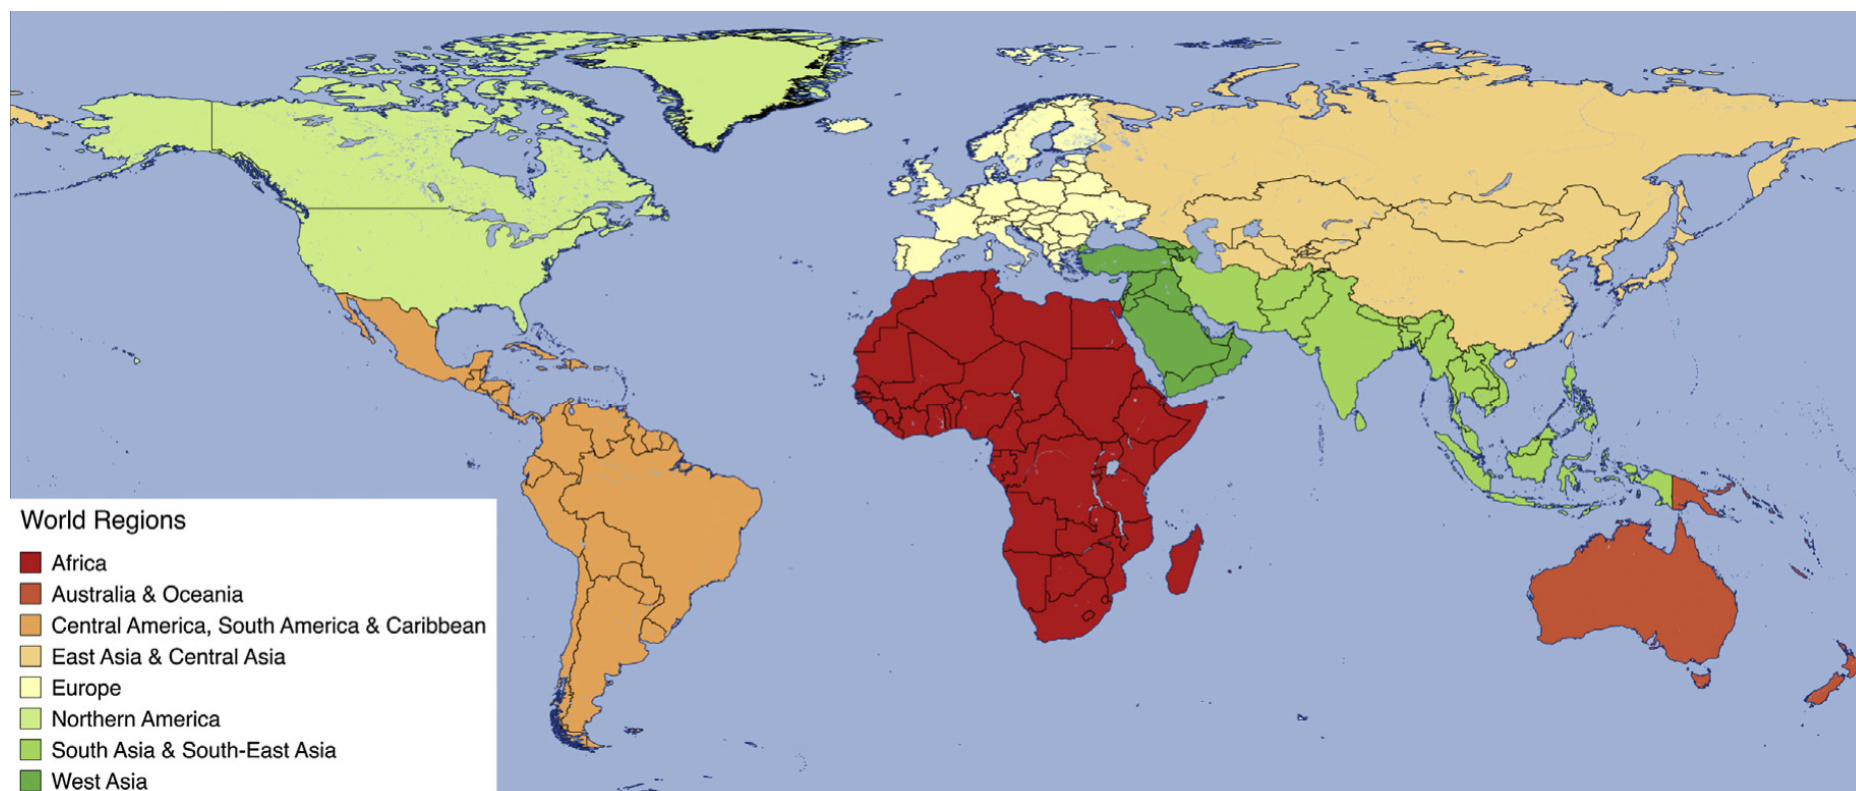 World Regions
Africa
Australia & Oceania
Central America, South America & Caribbean
East Asia & Central Asia
Europe
Northern America
South Asia & South-East Asia
West Asia